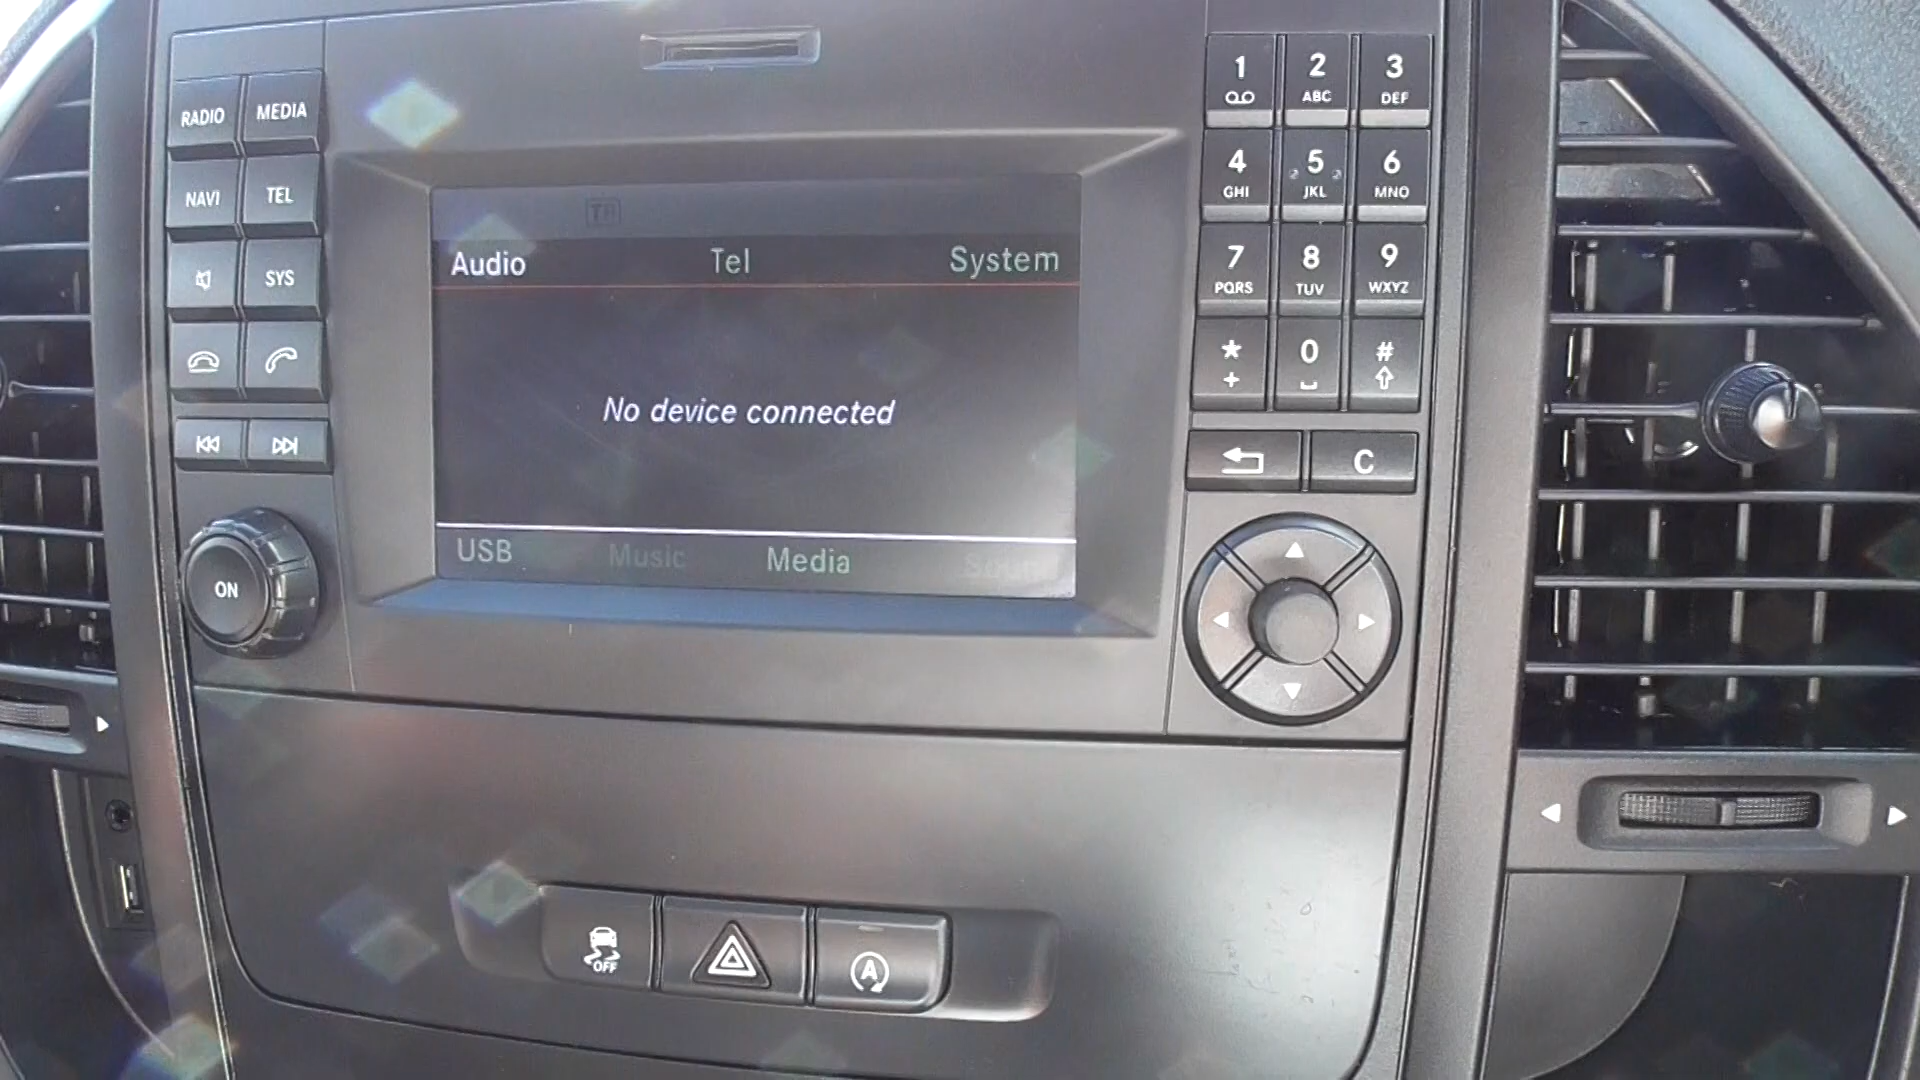 RADIO MEDIA
NAVI TEL
SYS
ON
Audio Tel System
No device connected
USB Music Media
1 2 3
ABC DEF
4 5 6
GHI JKL MNO
7 8 9
PQRS TUV WXYZ
* 0 #
+
C
OFF
A